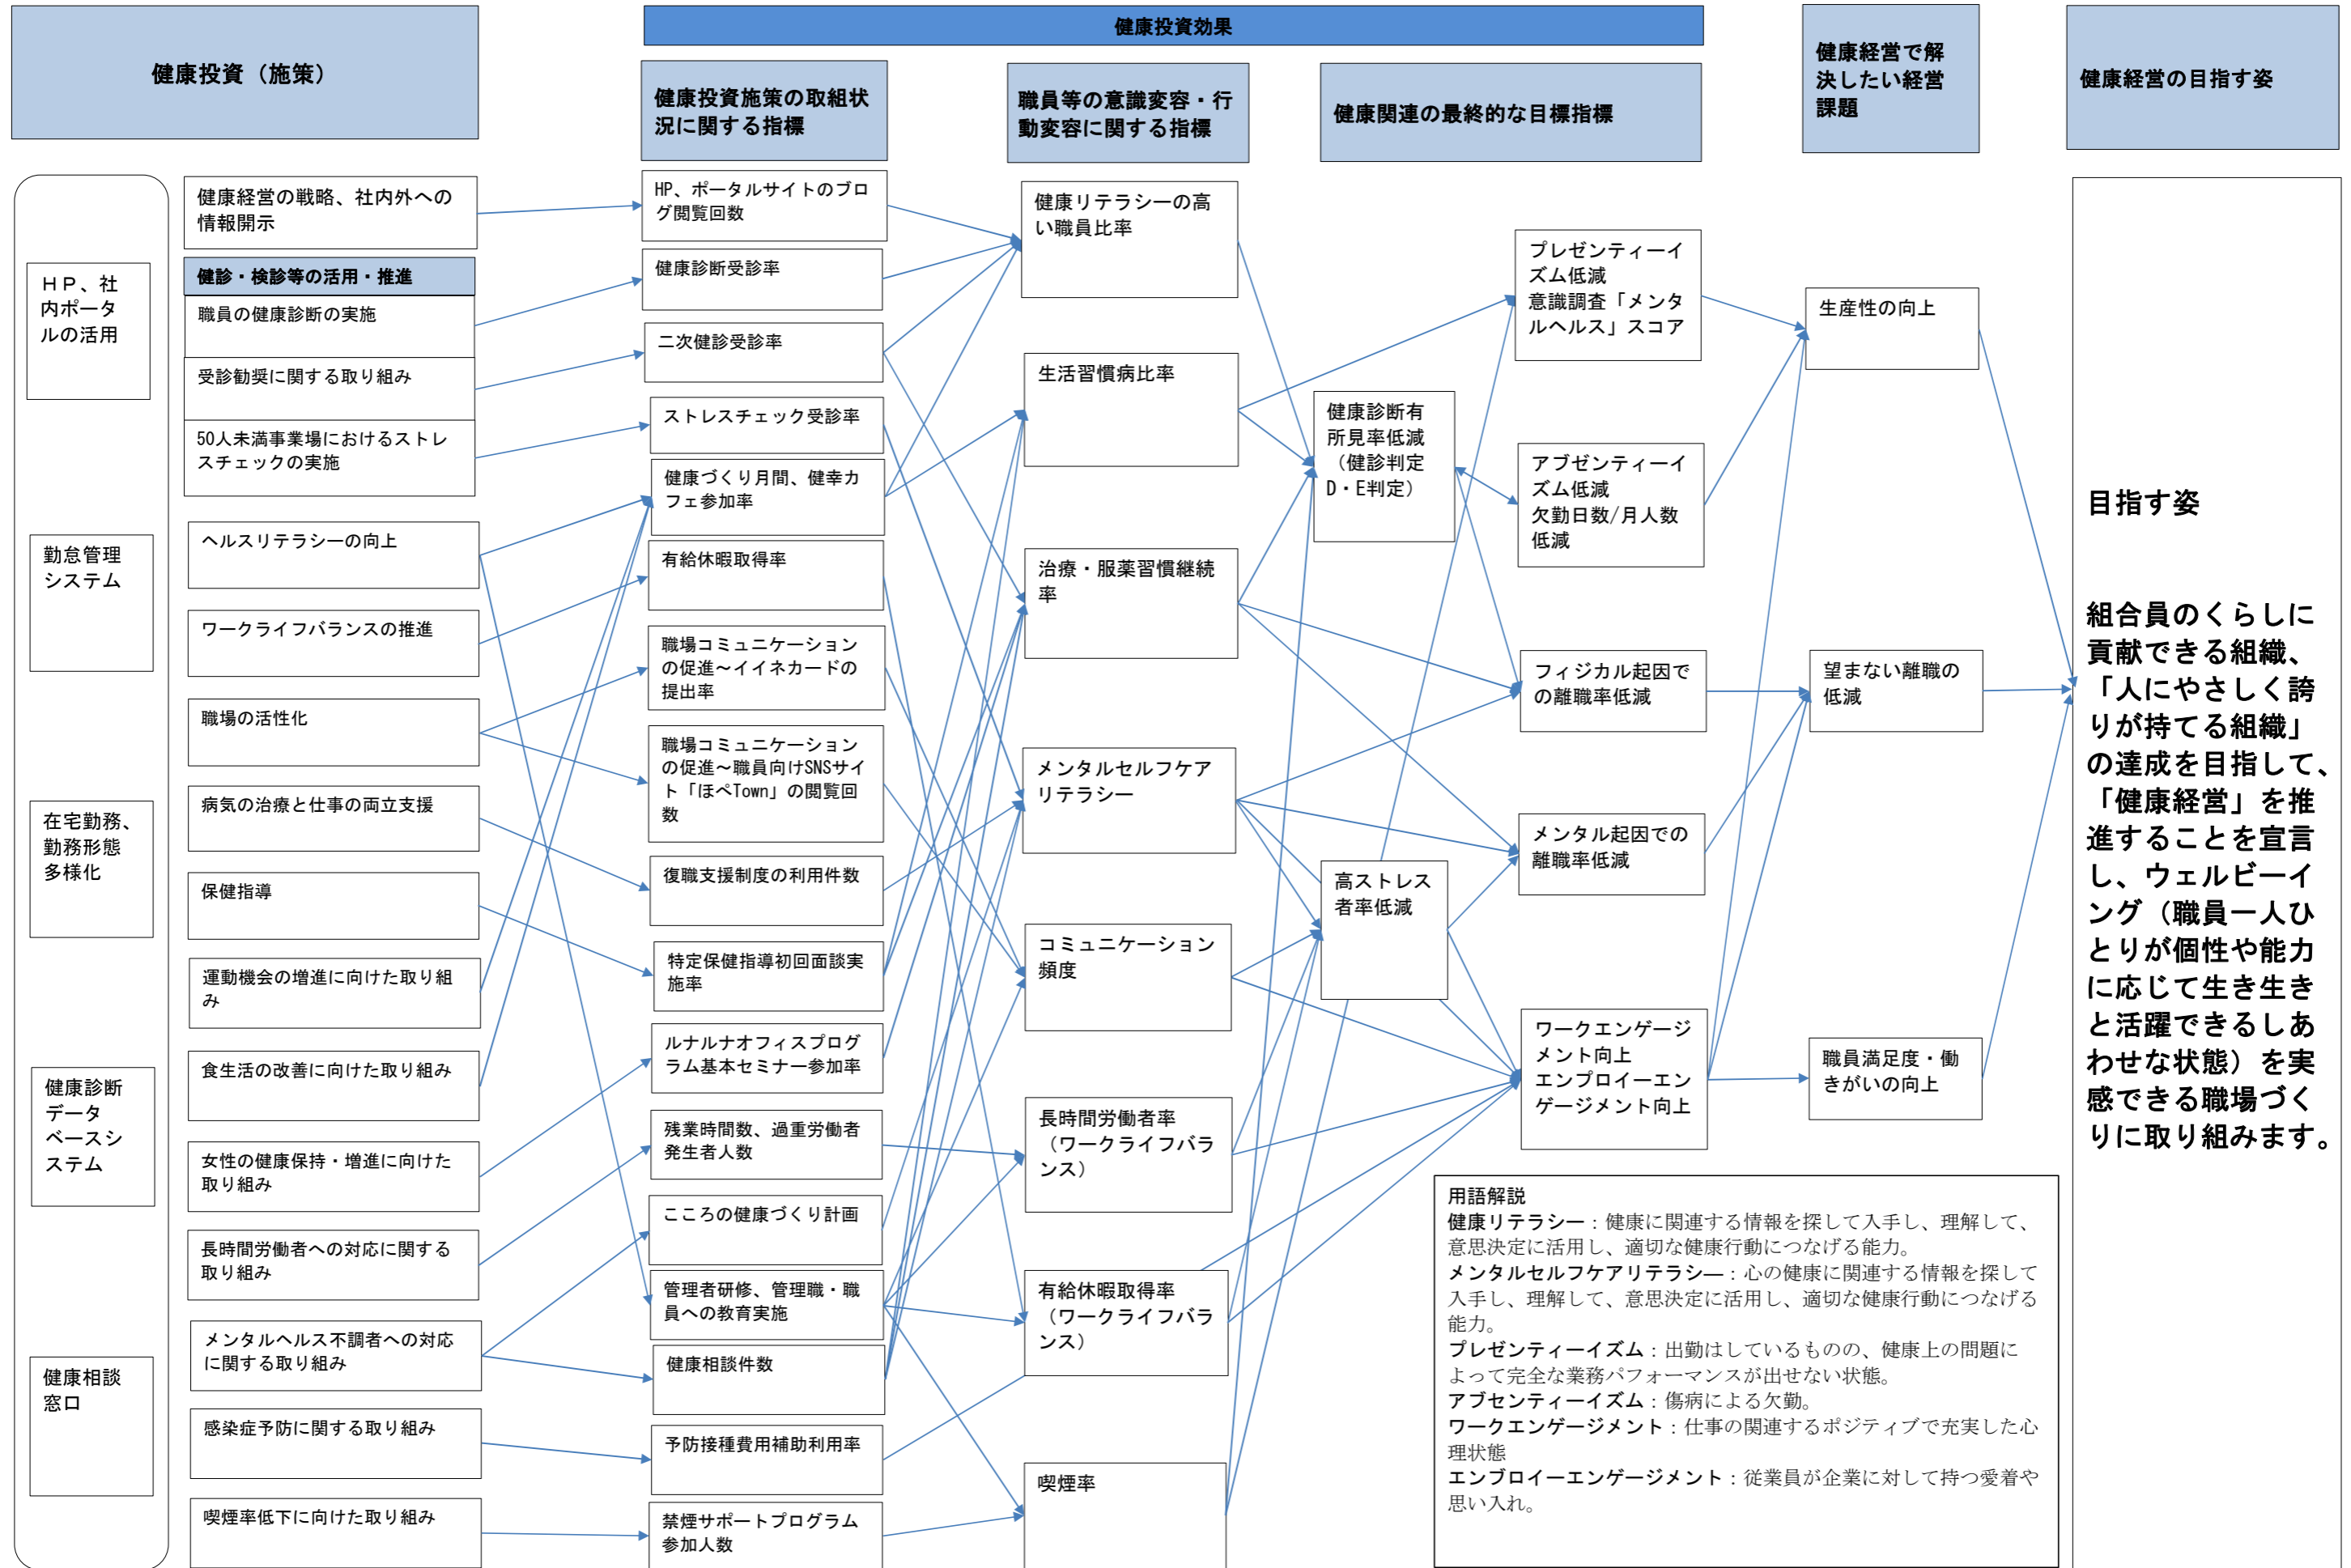 健康投資（施策）
健康投資効果
健康投資施策の取組状
況に関する指標
職員等の意識変容・行
動変容に関する指標
健康関連の最終的な目標指標
健康経営で解
決したい経営
課題
健康経営の目指す姿
ＨＰ、社
内ポータ
ルの活用
勤怠管理
システム
在宅勤務、
勤務形態
多様化
健康診断
データ
ベースシ
ステム
健康相談
窓口
健康経営の戦略、社内外への
情報開示
健診・検診等の活用・推進
職員の健康診断の実施
受診勧奨に関する取り組み
50人未満事業場におけるストレ
スチェックの実施
ヘルスリテラシーの向上
ワークライフバランスの推進
職場の活性化
病気の治療と仕事の両立支援
保健指導
運動機会の増進に向けた取り組
み
食生活の改善に向けた取り組み
女性の健康保持・増進に向けた
取り組み
長時間労働者への対応に関する
取り組み
メンタルヘルス不調者への対応
に関する取り組み
感染症予防に関する取り組み
喫煙率低下に向けた取り組み
HP、ポータルサイトのブロ
グ閲覧回数
健康診断受診率
二次健診受診率
ストレスチェック受診率
健康づくり月間、健幸カ
フェ参加率
有給休暇取得率
職場コミュニケーション
の促進～イイネカードの
提出率
職場コミュニケーション
の促進～職員向けSNSサイ
ト「ほぺTown」の閲覧回
数
復職支援制度の利用件数
特定保健指導初回面談実
施率
ルナルナオフィスプログ
ラム基本セミナー参加率
残業時間数、過重労働者
発生者人数
こころの健康づくり計画
管理者研修、管理職・職
員への教育実施
健康相談件数
予防接種費用補助利用率
禁煙サポートプログラム
参加人数
健康リテラシーの高
い職員比率
生活習慣病比率
治療・服薬習慣継続
率
メンタルセルフケア
リテラシー
コミュニケーション
頻度
長時間労働者率
（ワークライフバラ
ンス）
有給休暇取得率
（ワークライフバラ
ンス）
喫煙率
健康診断有
所見率低減
（健診判定
D・E判定）
高ストレス
者率低減
プレゼンティーイ
ズム低減
意識調査「メンタ
ルヘルス」スコア
アブゼンティーイ
ズム低減
欠勤日数/月人数
低減
フィジカル起因で
の離職率低減
メンタル起因での
離職率低減
ワークエンゲージ
メント向上
エンプロイーエン
ゲージメント向上
生産性の向上
望まない離職の
低減
職員満足度・働
きがいの向上
目指す姿
組合員のくらしに
貢献できる組織、
「人にやさしく誇
りが持てる組織」
の達成を目指して、
「健康経営」を推
進することを宣言
し、ウェルビーイ
ング（職員一人ひ
とりが個性や能力
に応じて生き生き
と活躍できるしあ
わせな状態）を実
感できる職場づく
りに取り組みます。
用語解説
健康リテラシー：健康に関連する情報を探して入手し、理解して、
意思決定に活用し、適切な健康行動につなげる能力。
メンタルセルフケアリテラシー：心の健康に関連する情報を探して
入手し、理解して、意思決定に活用し、適切な健康行動につなげる
能力。
プレゼンティーイズム：出勤はしているものの、健康上の問題に
よって完全な業務パフォーマンスが出せない状態。
アブセンティーイズム：傷病による欠勤。
ワークエンゲージメント：仕事の関連するポジティブで充実した心
理状態
エンブロイーエンゲージメント：従業員が企業に対して持つ愛着や
思い入れ。